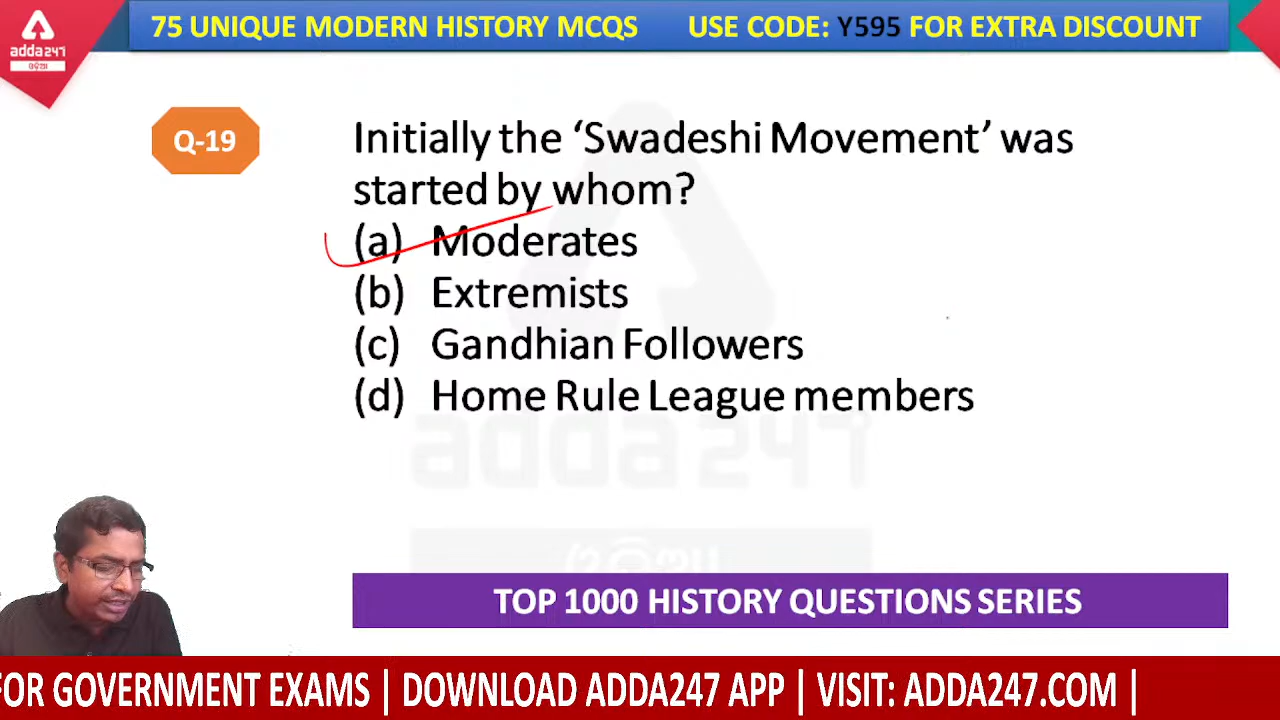 75 UNIQUE MODERN HISTORY MCQS USE CODE: Y595 FOR EXTRA DISCOUNT
adda247
ଓଡ଼ିଆ
Q-19
Initially the ‘Swadeshi Movement’ was
started by whom?
(a) Moderates
(b) Extremists
(c) Gandhian Followers
(d) Home Rule League members
adda247
ଓଡ଼ିଆ
TOP 1000 HISTORY QUESTIONS SERIES
FOR GOVERNMENT EXAMS | DOWNLOAD ADDA247 APP | VISIT: ADDA247.COM |